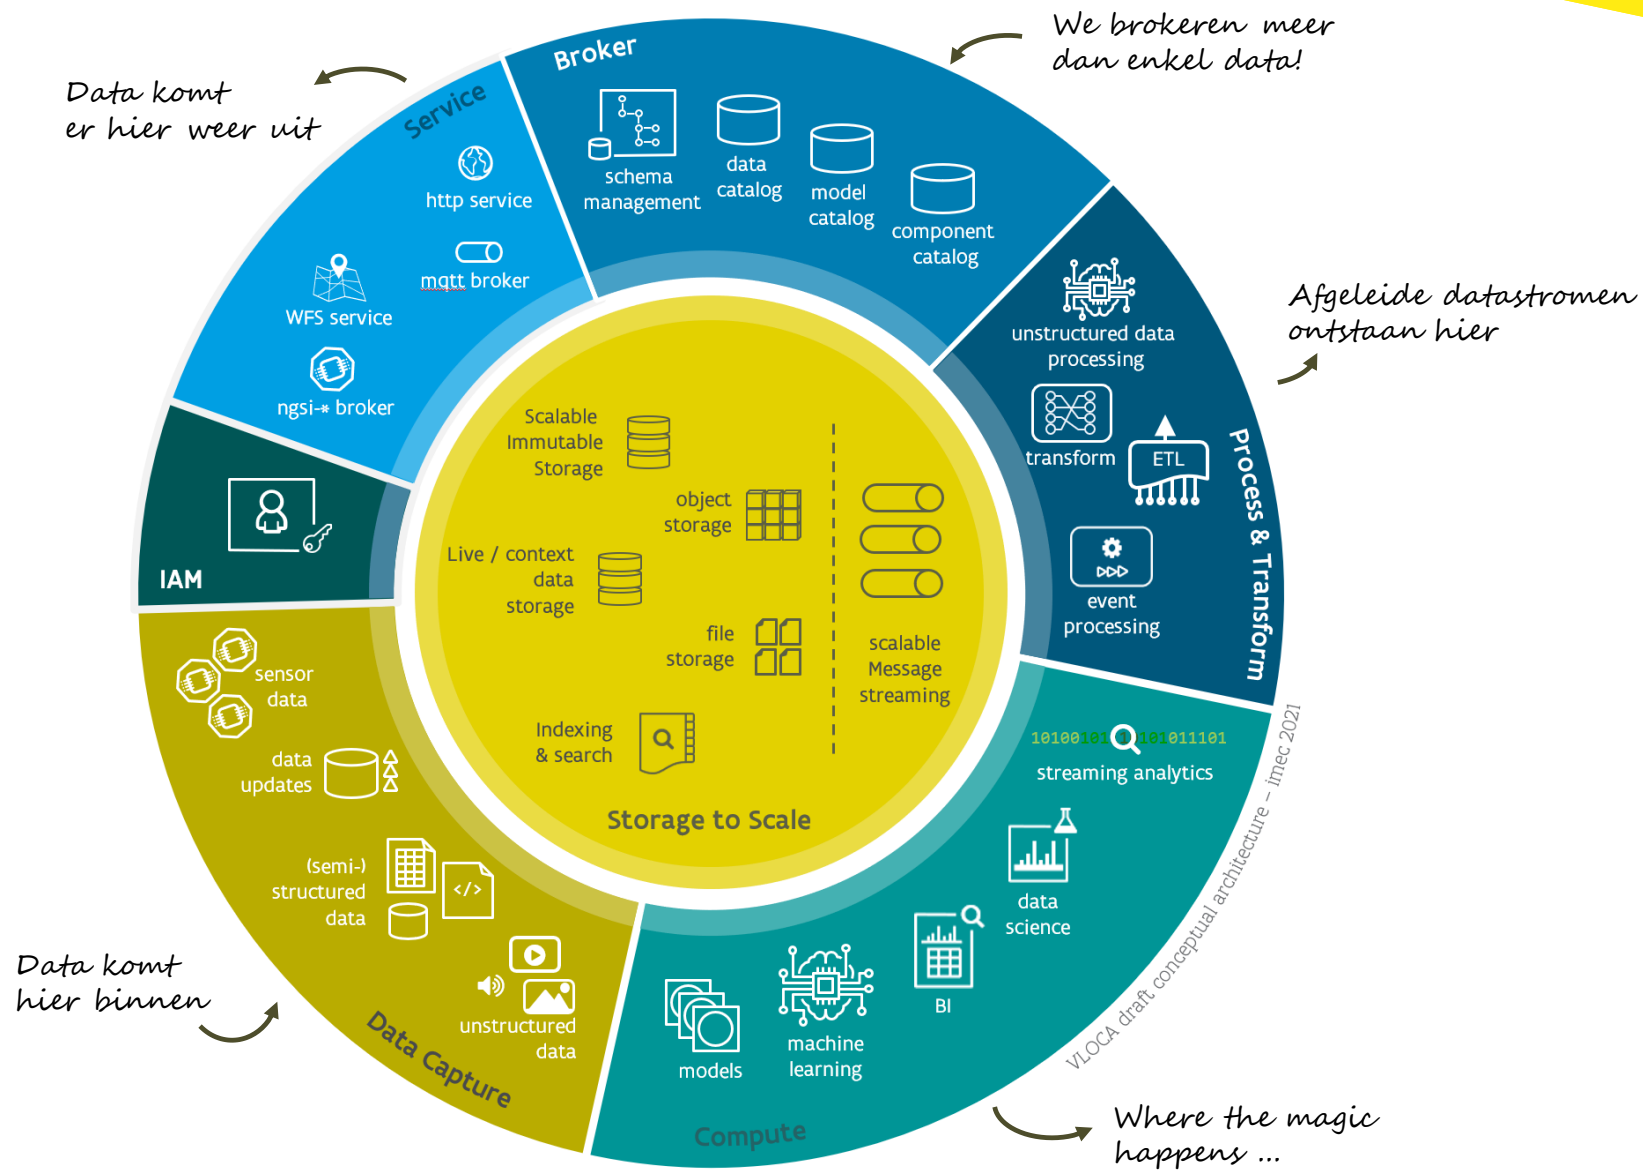 We brokeren meer
dan enkel data!
Data komt
er hier weer uit
Broker
Service
schema
management
data
catalog
model
catalog
component
catalog
http service
mqtt broker
WFS service
ngsi-* broker
Afgeleide datastromen
ontstaan hier
unstructured data
processing
transform
ETL
event
processing
Process & Transform
IAM
Scalable
Immutable
Storage
object
storage
Live / context
data
storage
file
storage
scalable
Message
streaming
Indexing
& search
Storage to Scale
sensor
data
data
updates
(semi-)
structured
data
</>
unstructured
data
Data Capture
Data komt
hier binnen
streaming analytics
data
science
BI
machine
learning
models
Compute
VLOCA draft conceptual architecture – imec 2021
Where the magic
happens ...